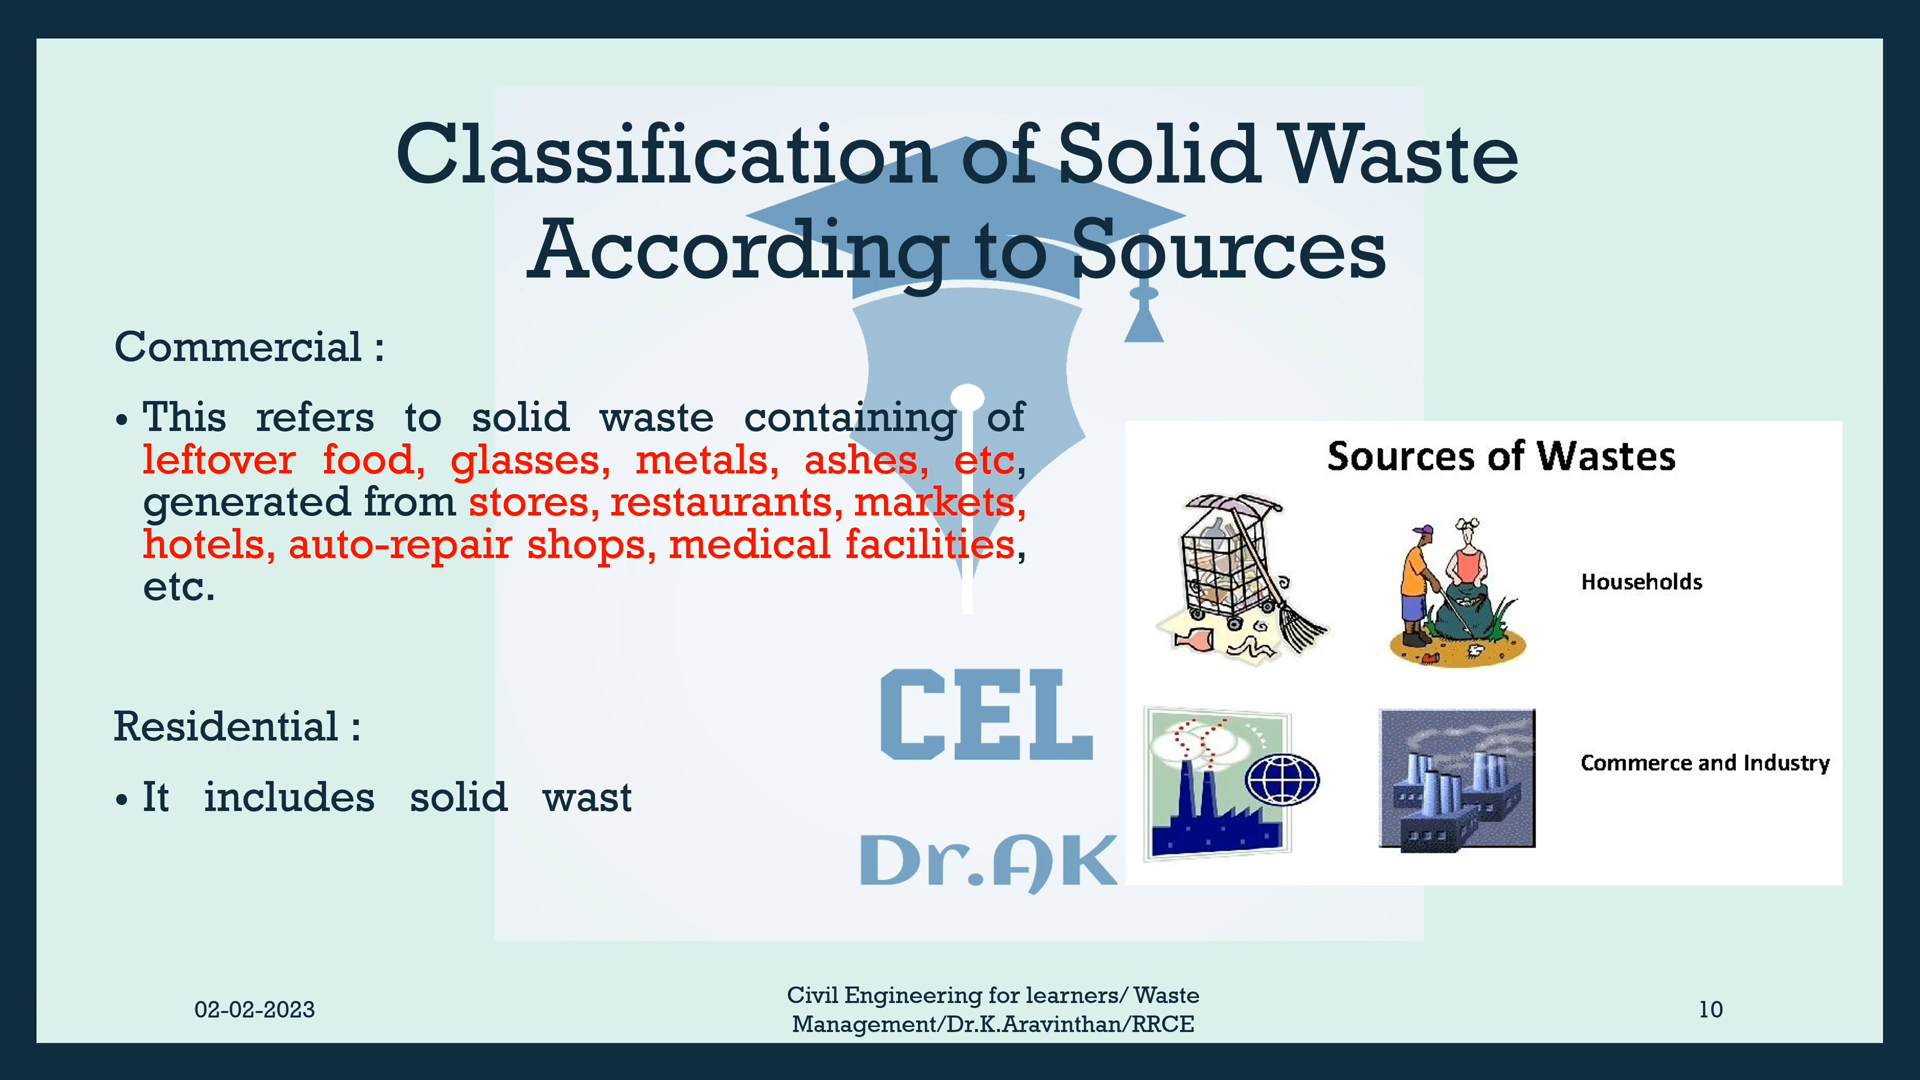 Classification of Solid Waste
According to Sources
Commercial :
• This refers to solid waste containing of
leftover food, glasses, metals, ashes, etc,
generated from stores, restaurants, markets,
hotels, auto-repair shops, medical facilities,
etc.
Residential :
• It includes solid wast
CEL
Dr.AK
Sources of Wastes
Households
Commerce and Industry
02-02-2023
Civil Engineering for learners/ Waste
Management/Dr.K.Aravinthan/RRCE
10